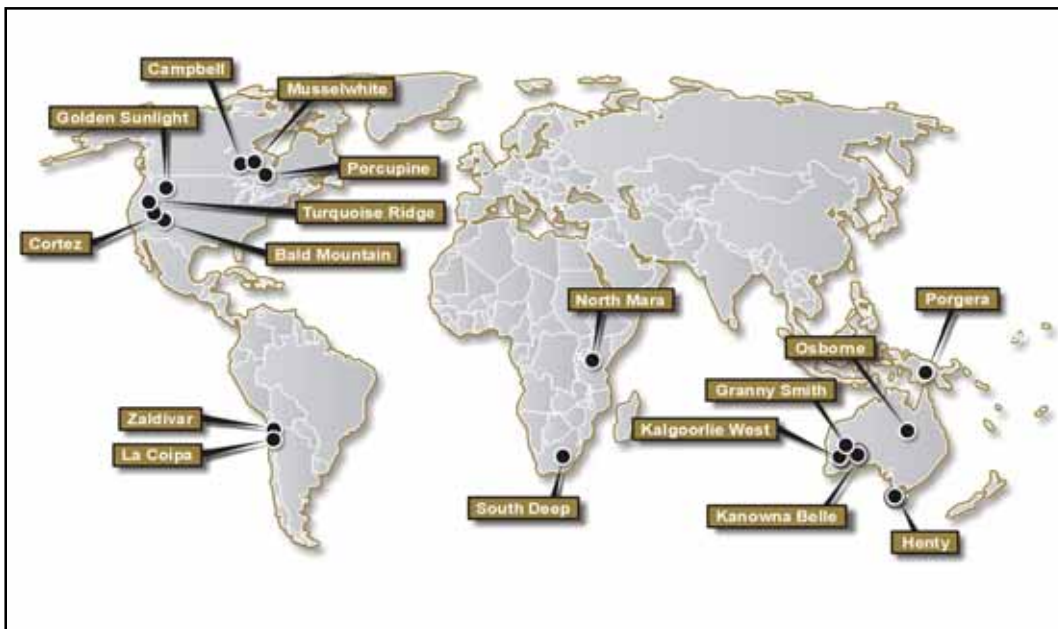 Campbell
Musselwhite
Golden Sunlight
Porcupine
Turquoise Ridge
Cortez
Bald Mountain
North Mara
Porgera
Osborne
Granny Smith
Zaldivar
Kalgoorlie West
La Coipa
South Deep
Kanowna Belle
Henty